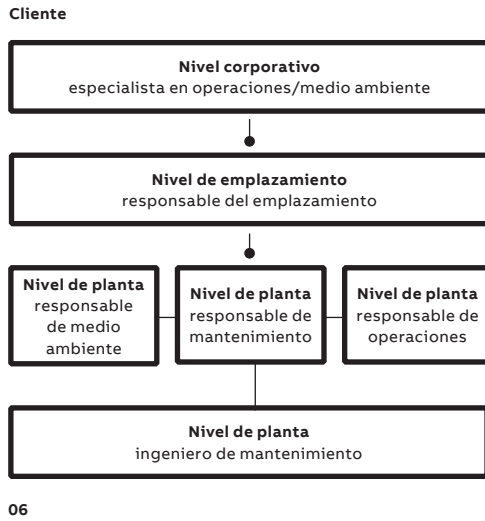 Cliente
Nivel corporativo
especialista en operaciones/medio ambiente
Nivel de emplazamiento
responsable del emplazamiento
Nivel de planta
responsable
de medio
ambiente
Nivel de planta
responsable de
mantenimiento
Nivel de planta
responsable de
operaciones
Nivel de planta
ingeniero de mantenimiento
06